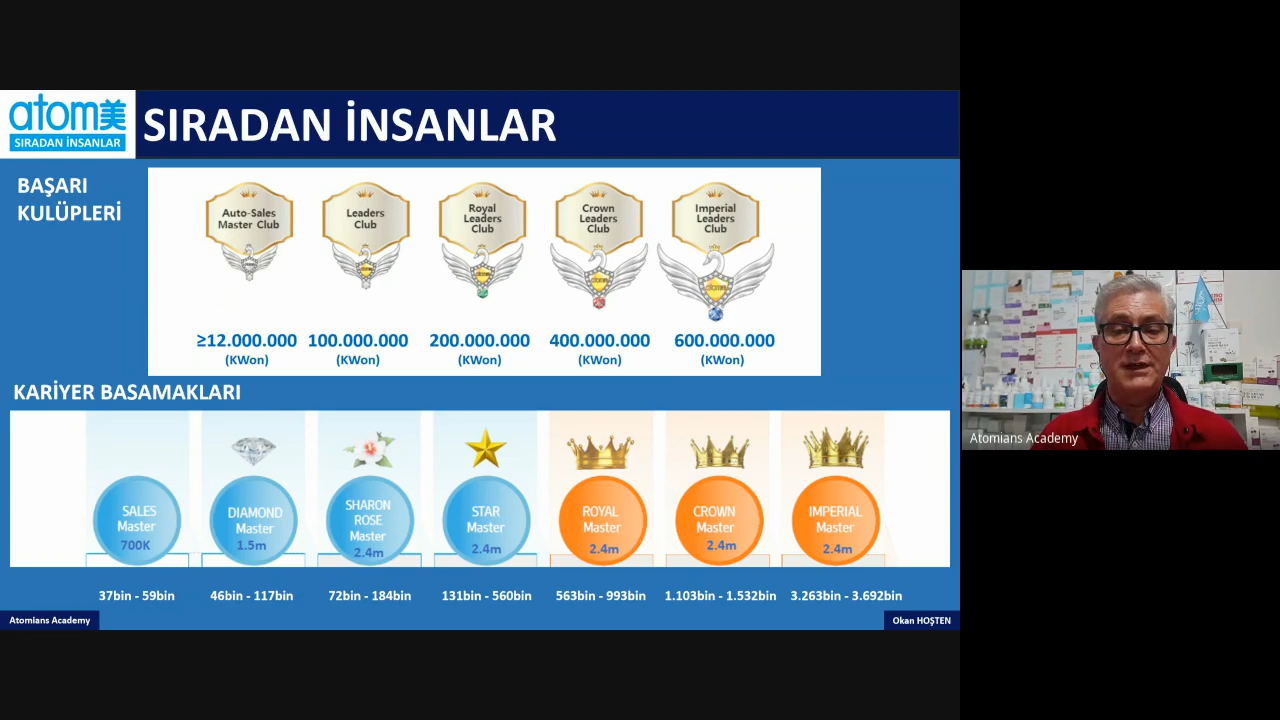 atom美
SIRADAN İNSANLAR
SIRADAN İNSANLAR
BAŞARI
KULÜPLERİ
Auto-Sales
Master Club
Leaders
Club
Royal
Leaders
Club
Crown
Leaders
Club
Imperial
Leaders
Club
≥12.000.000
(KWon)
100.000.000
(KWon)
200.000.000
(KWon)
400.000.000
(KWon)
600.000.000
(KWon)
KARİYER BASAMAKLARI
SALES
Master
700K
DIAMOND
Master
1.5m
SHARON
ROSE
Master
2.4m
STAR
Master
2.4m
ROYAL
Master
2.4m
CROWN
Master
2.4m
IMPERIAL
Master
2.4m
37bin - 59bin
46bin - 117bin
72bin - 184bin
131bin - 560bin
563bin - 993bin
1.103bin - 1.532bin
3.263bin - 3.692bin
Atomians Academy
Okan HOŞTEN
Atomians Academy